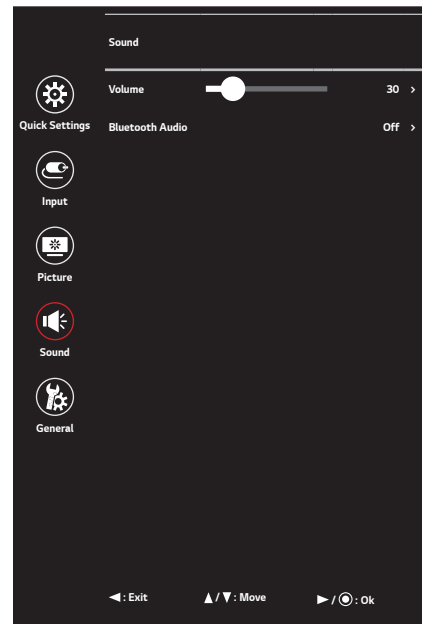 Sound
Volume 30 >
Quick Settings
Bluetooth Audio Off >
Input
Picture
Sound
General
◄ : Exit ▲ / ▼ : Move ► / ◉ : Ok